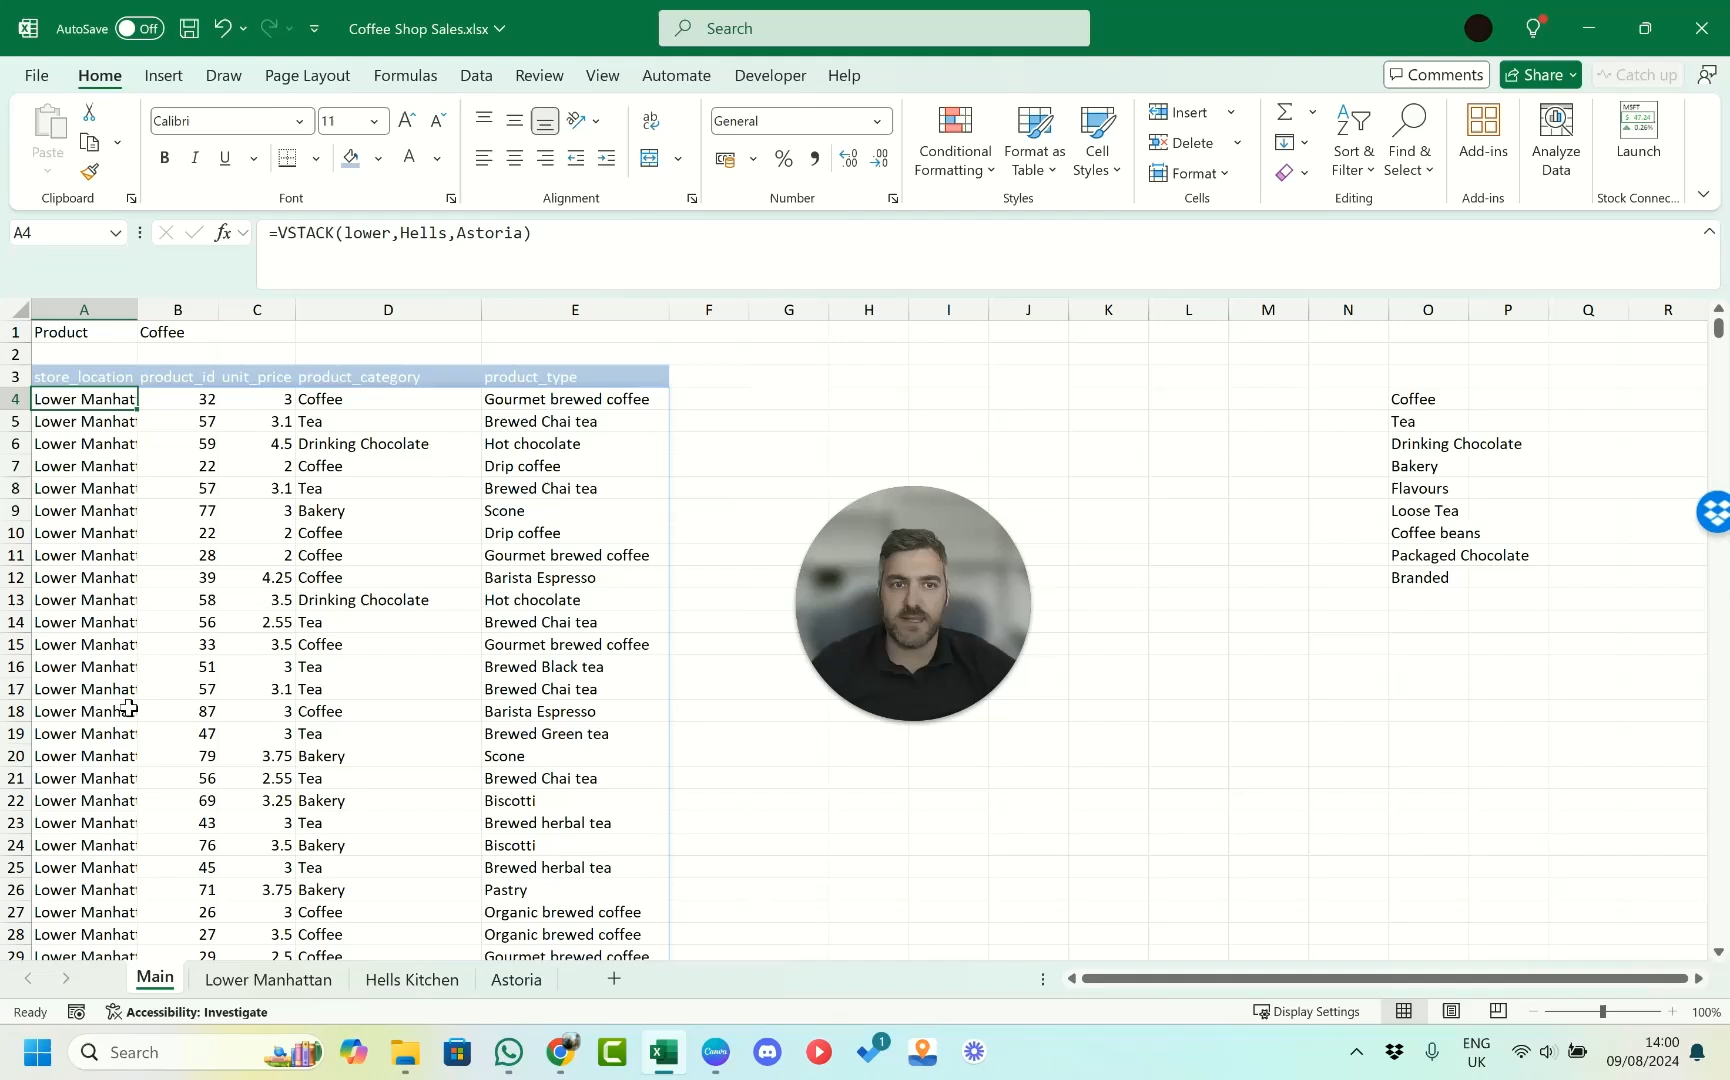 AutoSave Off Coffee Shop Sales.xlsx Search
File Home Insert Draw Page Layout Formulas Data Review View Automate Developer Help Comments Share Catch up
Paste
Clipboard
Calibri 11
B I U A
Font
ab
Alignment
General
%
Number
Conditional Formatting
Format as Table
Cell Styles
Styles
Insert
Delete
Format
Cells
Sort & Filter
Find & Select
Editing
Add-ins
Add-ins
Analyze Data
Launch
Stock Connec...
A4 fx =VSTACK(lower,Hells,Astoria)
A B C D E F G H I J K L M N O P Q R
1 Product Coffee
2
3 store_location product_id unit_price product_category product_type
4 Lower Manhat 32 3 Coffee Gourmet brewed coffee Coffee
5 Lower Manhat 57 3.1 Tea Brewed Chai tea Tea
6 Lower Manhat 59 4.5 Drinking Chocolate Hot chocolate Drinking Chocolate
7 Lower Manhat 22 2 Coffee Drip coffee Bakery
8 Lower Manhat 57 3.1 Tea Brewed Chai tea Flavours
9 Lower Manhat 77 3 Bakery Scone Loose Tea
10 Lower Manhat 22 2 Coffee Drip coffee Coffee beans
11 Lower Manhat 28 2 Coffee Gourmet brewed coffee Packaged Chocolate
12 Lower Manhat 39 4.25 Coffee Barista Espresso Branded
13 Lower Manhat 58 3.5 Drinking Chocolate Hot chocolate
14 Lower Manhat 56 2.55 Tea Brewed Chai tea
15 Lower Manhat 33 3.5 Coffee Gourmet brewed coffee
16 Lower Manhat 51 3 Tea Brewed Black tea
17 Lower Manhat 57 3.1 Tea Brewed Chai tea
18 Lower Manhat 87 3 Coffee Barista Espresso
19 Lower Manhat 47 3 Tea Brewed Green tea
20 Lower Manhat 79 3.75 Bakery Scone
21 Lower Manhat 56 2.55 Tea Brewed Chai tea
22 Lower Manhat 69 3.25 Bakery Biscotti
23 Lower Manhat 43 3 Tea Brewed herbal tea
24 Lower Manhat 76 3.5 Bakery Biscotti
25 Lower Manhat 45 3 Tea Brewed herbal tea
26 Lower Manhat 71 3.75 Bakery Pastry
27 Lower Manhat 26 3 Coffee Organic brewed coffee
28 Lower Manhat 27 3.5 Coffee Organic brewed coffee
29 Lower Manhat 29 2.5 Coffee Gourmet brewed coffee
Main Lower Manhattan Hells Kitchen Astoria
Ready Accessibility: Investigate Display Settings 100%
Search 1 ENG UK 14:00 09/08/2024